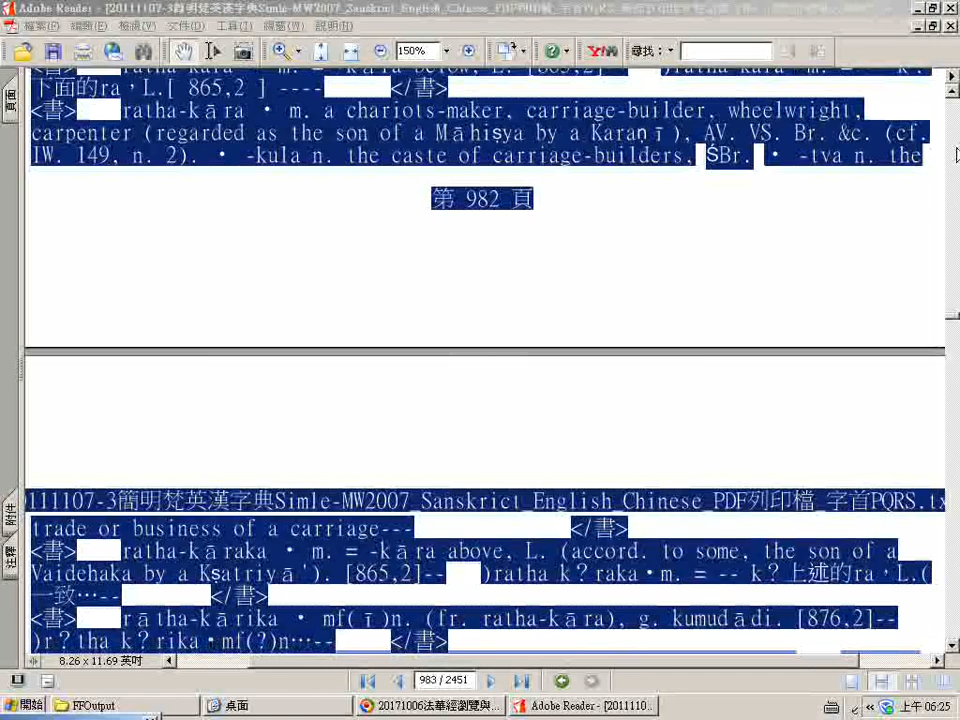 Adobe Reader - [20111107-3簡明梵英漢字典Simle-MW2007_Sanskrict_English_Chinese_PDF列印檔_字首PQRS.
檔案(F) 編輯(E) 檢視(V) 文件(D) 工具(T) 視窗(W) 說明(H)
150% 尋找：
頁面
下面的ra，L.[ 865,2 ] ---- </書>
<書> ratha-kāra • m. a chariots-maker, carriage-builder, wheelwright,
carpenter (regarded as the son of a Māhiṣya by a Karaṇī), AV. VS. Br. &c. (cf.
IW. 149, n. 2). • -kula n. the caste of carriage-builders, ŚBr. • -tva n. the
第 982 頁
0111107-3簡明梵英漢字典Simle-MW2007_Sanskrict_English_Chinese_PDF列印檔_字首PQRS.tx
trade or business of a carriage--- </書>
<書> ratha-kāraka • m. = -kāra above, L. (accord. to some, the son of a
Vaidehaka by a Kṣatriyā'). [865,2]-- )ratha k?raka•m. = -- k?上述的ra，L.(
一致…-- </書>
<書> rātha-kārika • mf(ī)n. (fr. ratha-kāra), g. kumudādi. [876,2]--
)r?tha k?rika•mf(?)n…-- </書>
附件
注釋
8.26 x 11.69 英吋
983 / 2451
開始 FFOutput 桌面 20171006法華經瀏覽與... Adobe Reader - [2011110... 上午 06:25